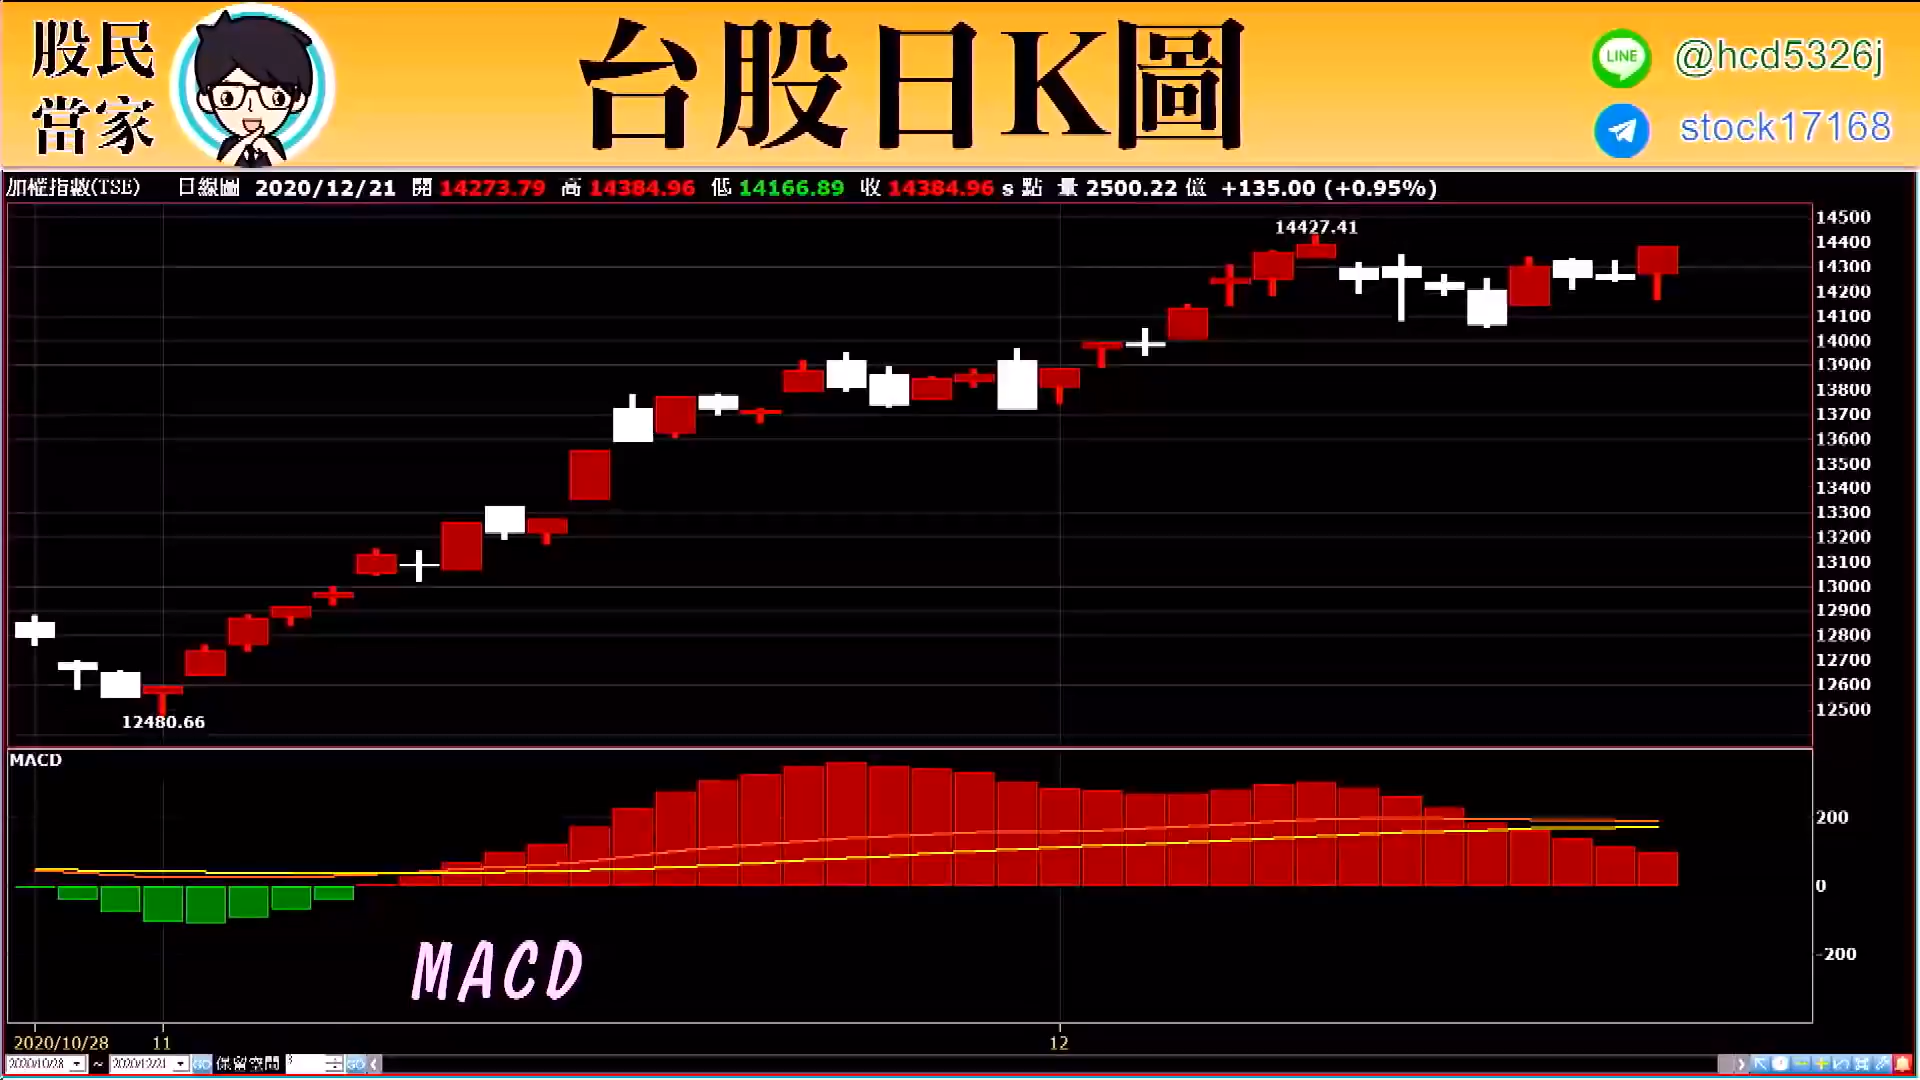 股民
當家
台股日K圖
LINE @hcd5326j
stock17168
加權指數(TSE) 日線圖 2020/12/21 開 14273.79 高 14384.96 低 14166.89 收 14384.96 s 點 量 2500.22 億 +135.00 (+0.95%)
14427.41
12480.66
14500
14400
14300
14200
14100
14000
13900
13800
13700
13600
13500
13400
13300
13200
13100
13000
12900
12800
12700
12600
12500
MACD
200
0
-200
MACD
2020/10/28 11 12
2020/10/28 ~ 2020/12/21 GO 保留空間 3 GO